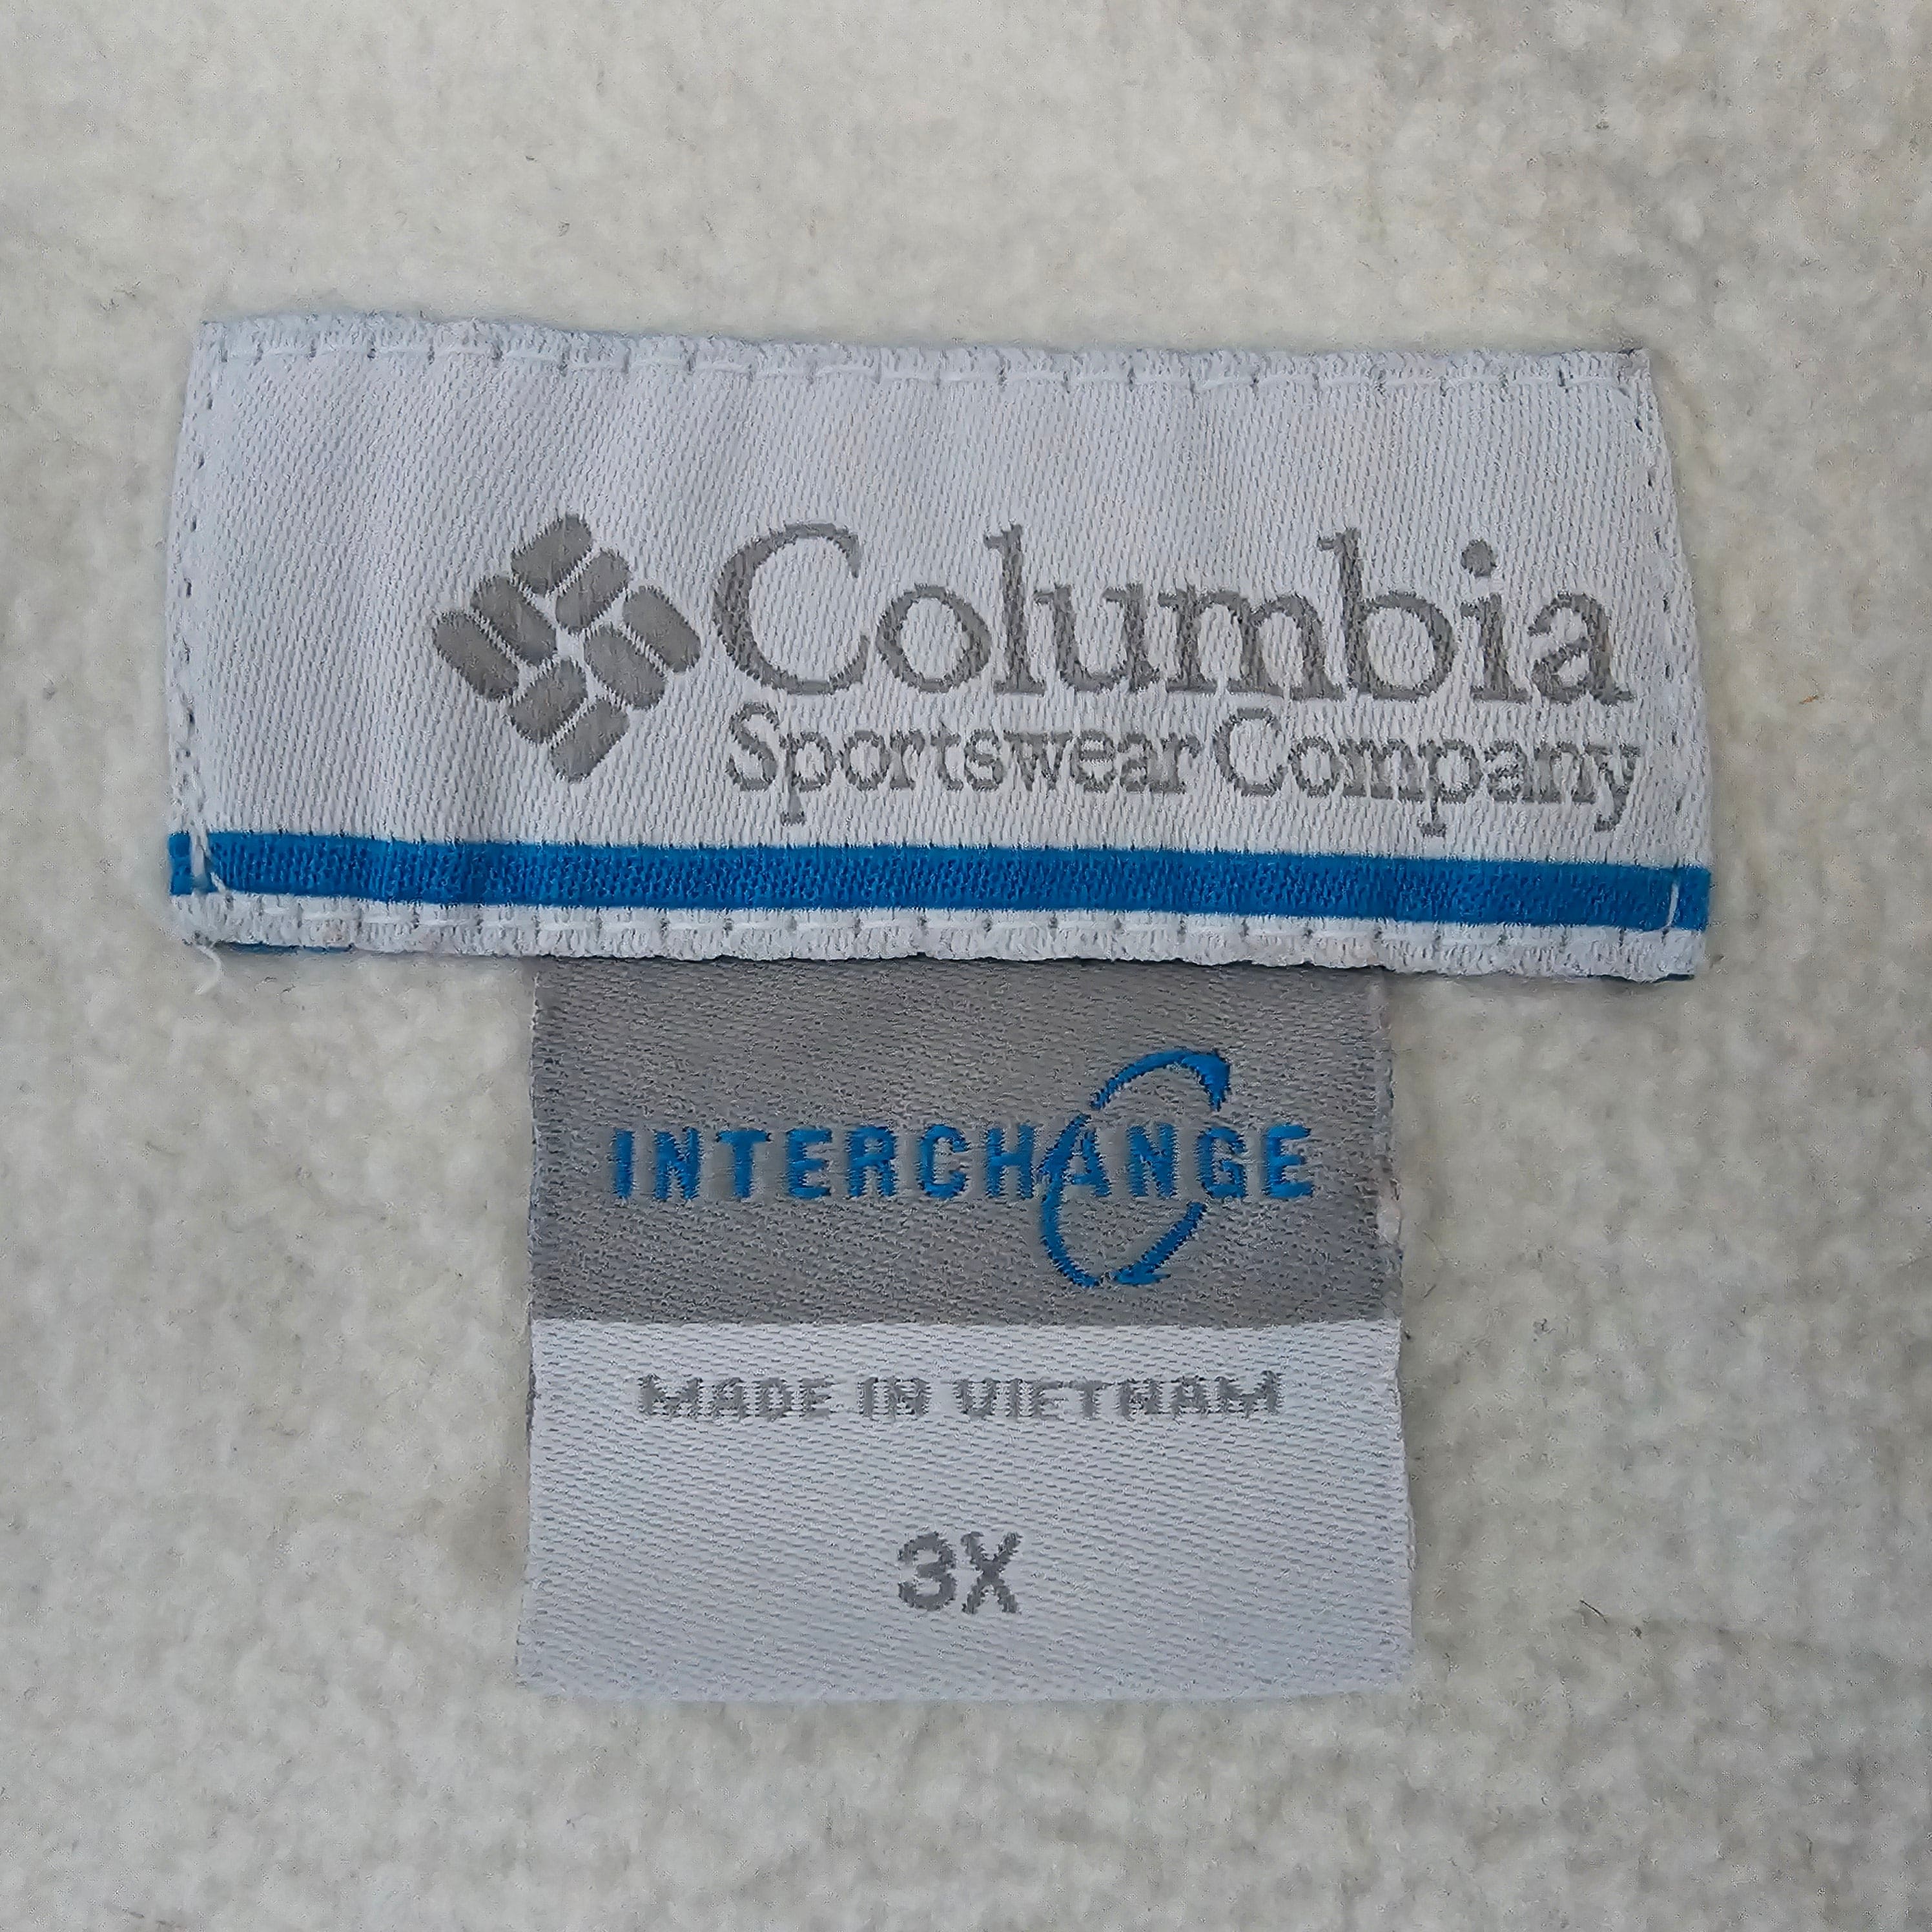 Columbia
Sportswear Company
INTERCHANGE
MADE IN VIETNAM
3X